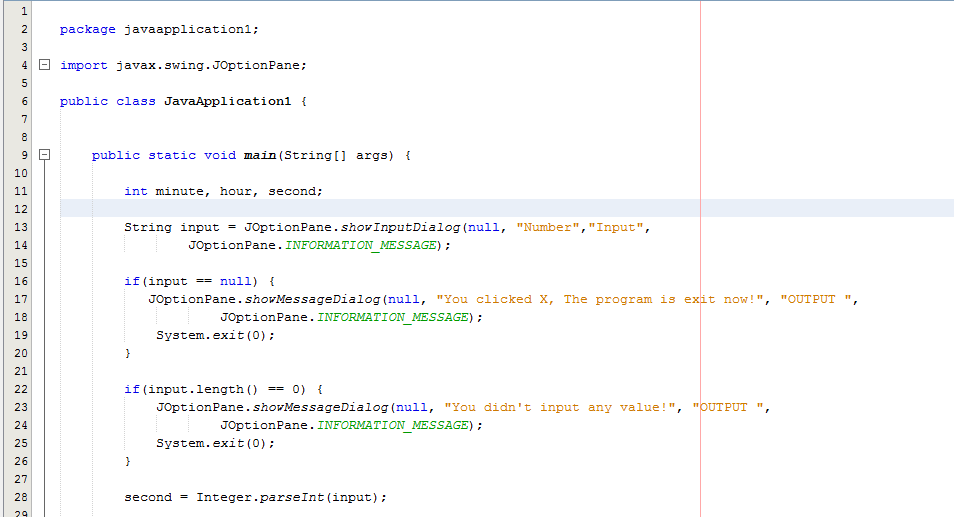 1
2 package javaapplication1;
3
4 import javax.swing.JOptionPane;
5
6 public class JavaApplication1 {
7
8
9 public static void main(String[] args) {
10
11 int minute, hour, second;
12
13 String input = JOptionPane.showInputDialog(null, "Number","Input",
14 JOptionPane.INFORMATION_MESSAGE);
15
16 if(input == null) {
17 JOptionPane.showMessageDialog(null, "You clicked X, The program is exit now!", "OUTPUT ",
18 JOptionPane.INFORMATION_MESSAGE);
19 System.exit(0);
20 }
21
22 if(input.length() == 0) {
23 JOptionPane.showMessageDialog(null, "You didn't input any value!", "OUTPUT ",
24 JOptionPane.INFORMATION_MESSAGE);
25 System.exit(0);
26 }
27
28 second = Integer.parseInt(input);
29